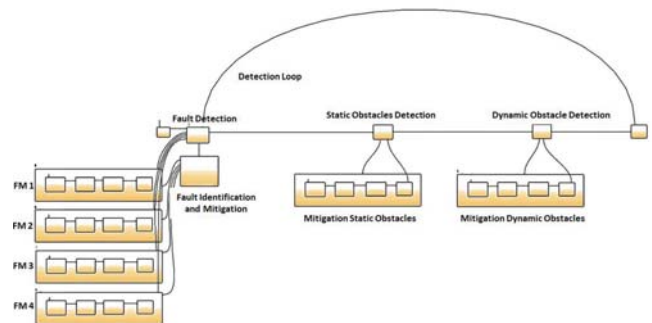 Detection Loop
Fault Detection
Static Obstacles Detection
Dynamic Obstacle Detection
FM 1
FM 2
FM 3
FM 4
Fault Identification
and Mitigation
Mitigation Static Obstacles
Mitigation Dynamic Obstacles